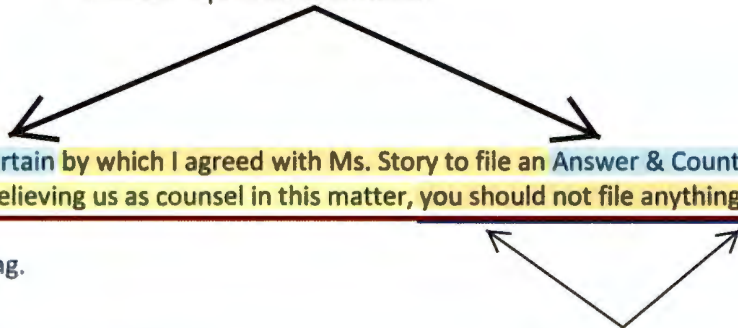 rtain by which I agreed with Ms. Story to file an Answer & Count
elieving us as counsel in this matter, you should not file anything
g.